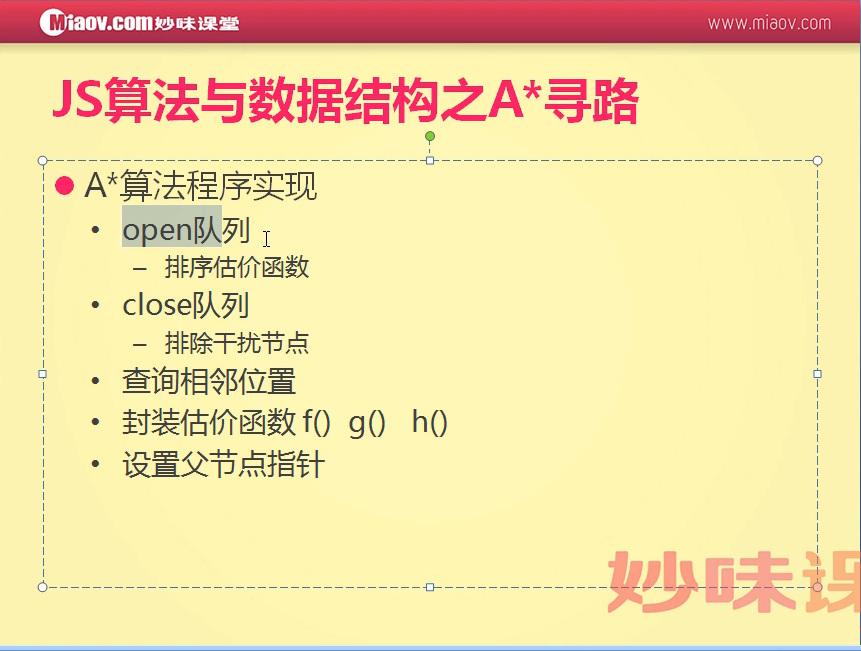 Miaov.com妙味课堂
www.miaov.com
JS算法与数据结构之A*寻路
A*算法程序实现
open队列
排序估价函数
close队列
排除干扰节点
查询相邻位置
封装估价函数 f() g() h()
设置父节点指针
妙味课